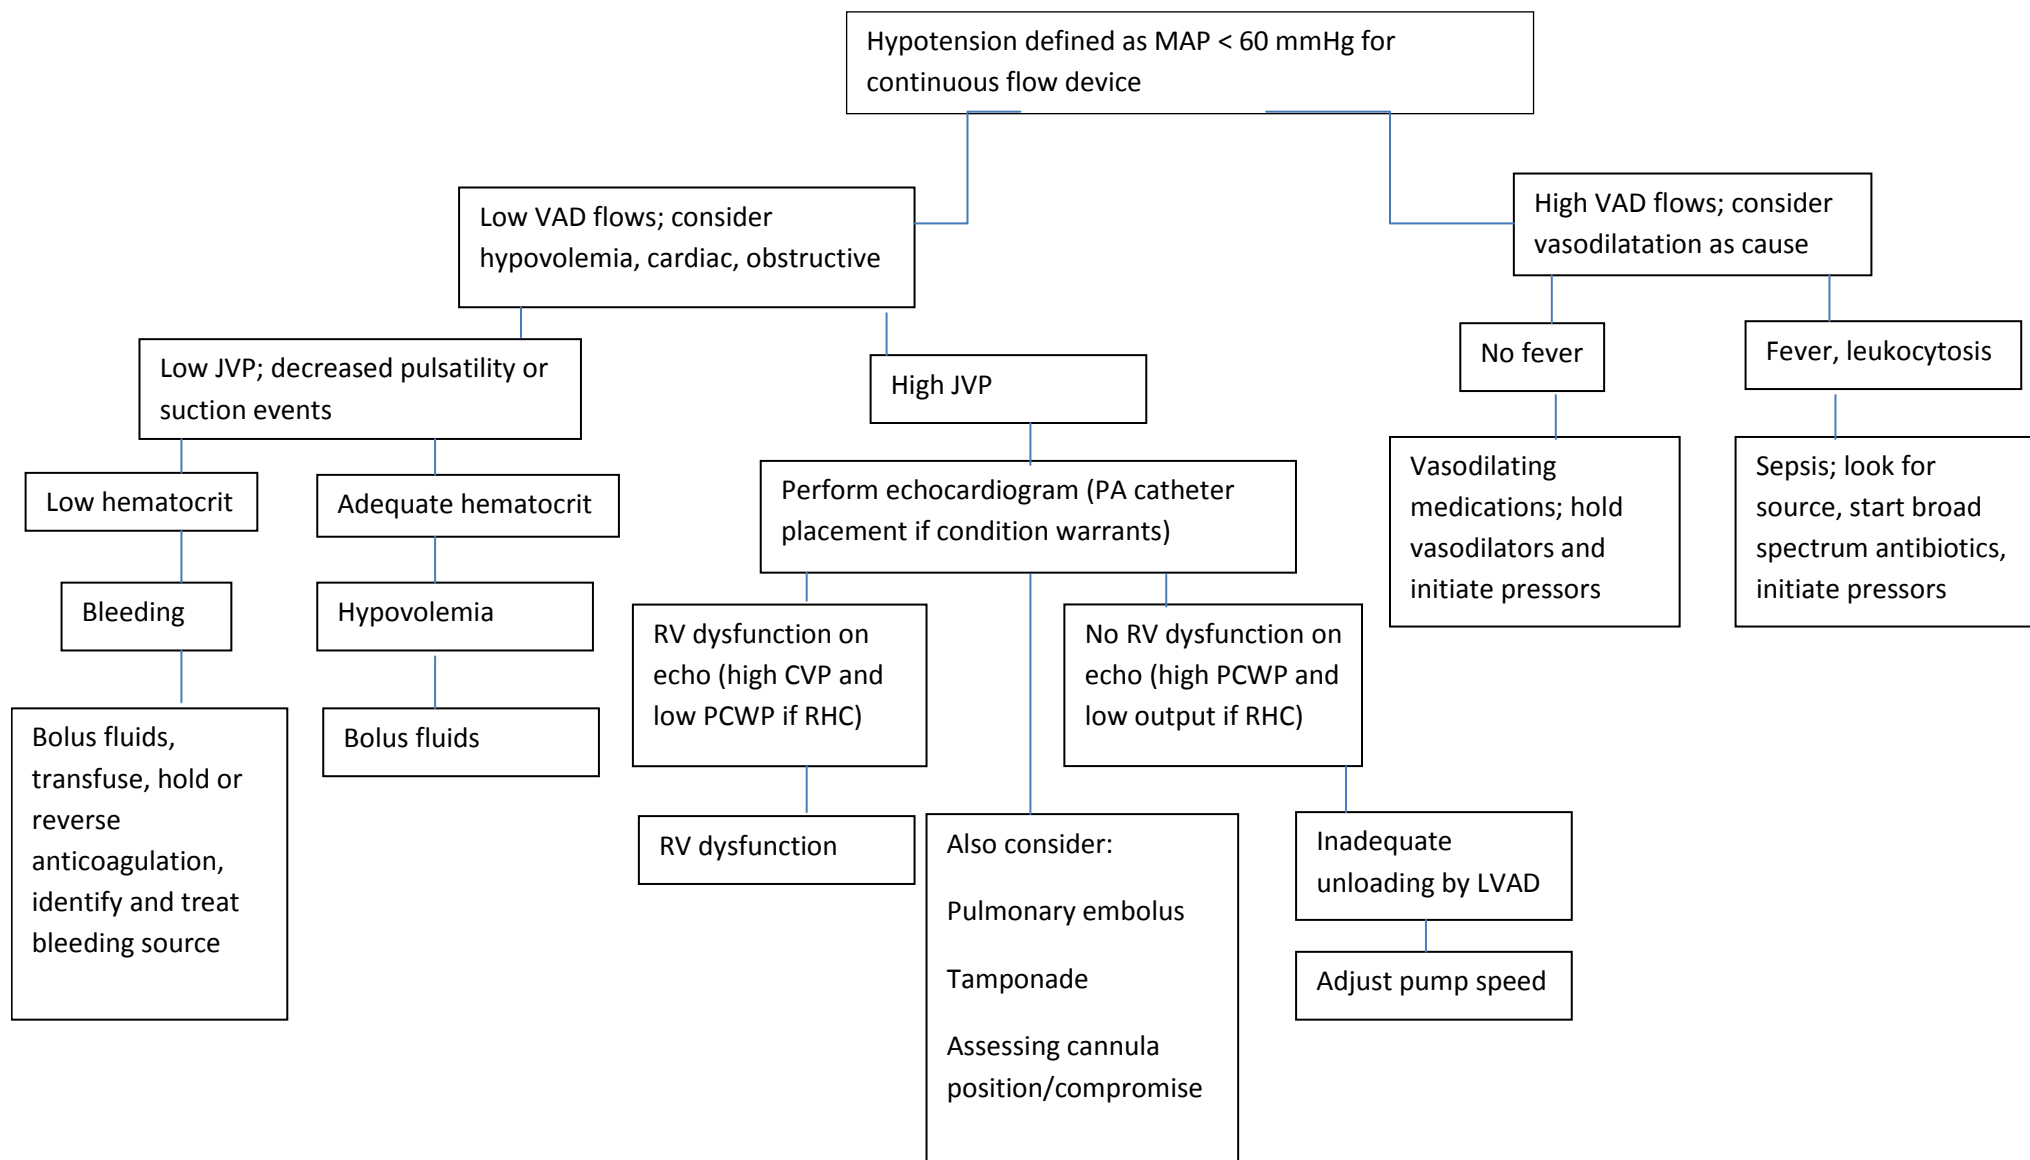 Hypotension defined as MAP < 60 mmHg for
continuous flow device
Low VAD flows; consider
hypovolemia, cardiac, obstructive
High VAD flows; consider
vasodilatation as cause
Low JVP; decreased pulsatility or
suction events
High JVP
No fever
Fever, leukocytosis
Low hematocrit
Adequate hematocrit
Perform echocardiogram (PA catheter
placement if condition warrants)
Vasodilating
medications; hold
vasodilators and
initiate pressors
Sepsis; look for
source, start broad
spectrum antibiotics,
initiate pressors
Bleeding
Hypovolemia
RV dysfunction on
echo (high CVP and
low PCWP if RHC)
No RV dysfunction on
echo (high PCWP and
low output if RHC)
Bolus fluids,
transfuse, hold or
reverse
anticoagulation,
identify and treat
bleeding source
Bolus fluids
RV dysfunction
Also consider:
Pulmonary embolus
Tamponade
Assessing cannula
position/compromise
Inadequate
unloading by LVAD
Adjust pump speed